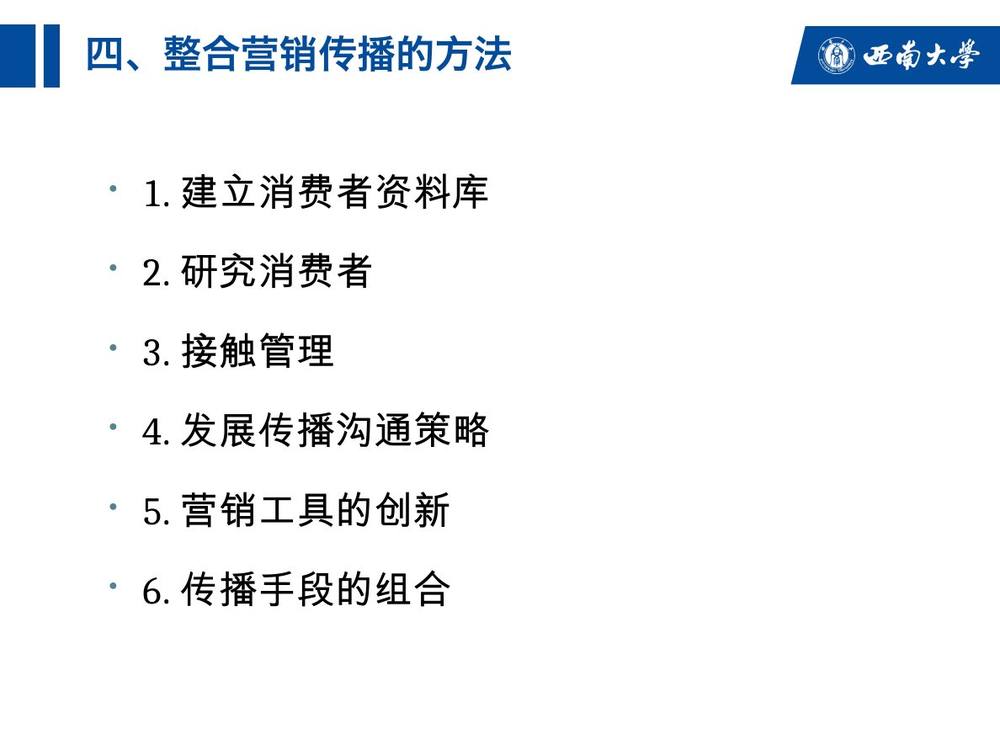 四、整合营销传播的方法
西南大学
• 1. 建立消费者资料库
• 2. 研究消费者
• 3. 接触管理
• 4. 发展传播沟通策略
• 5. 营销工具的创新
• 6. 传播手段的组合